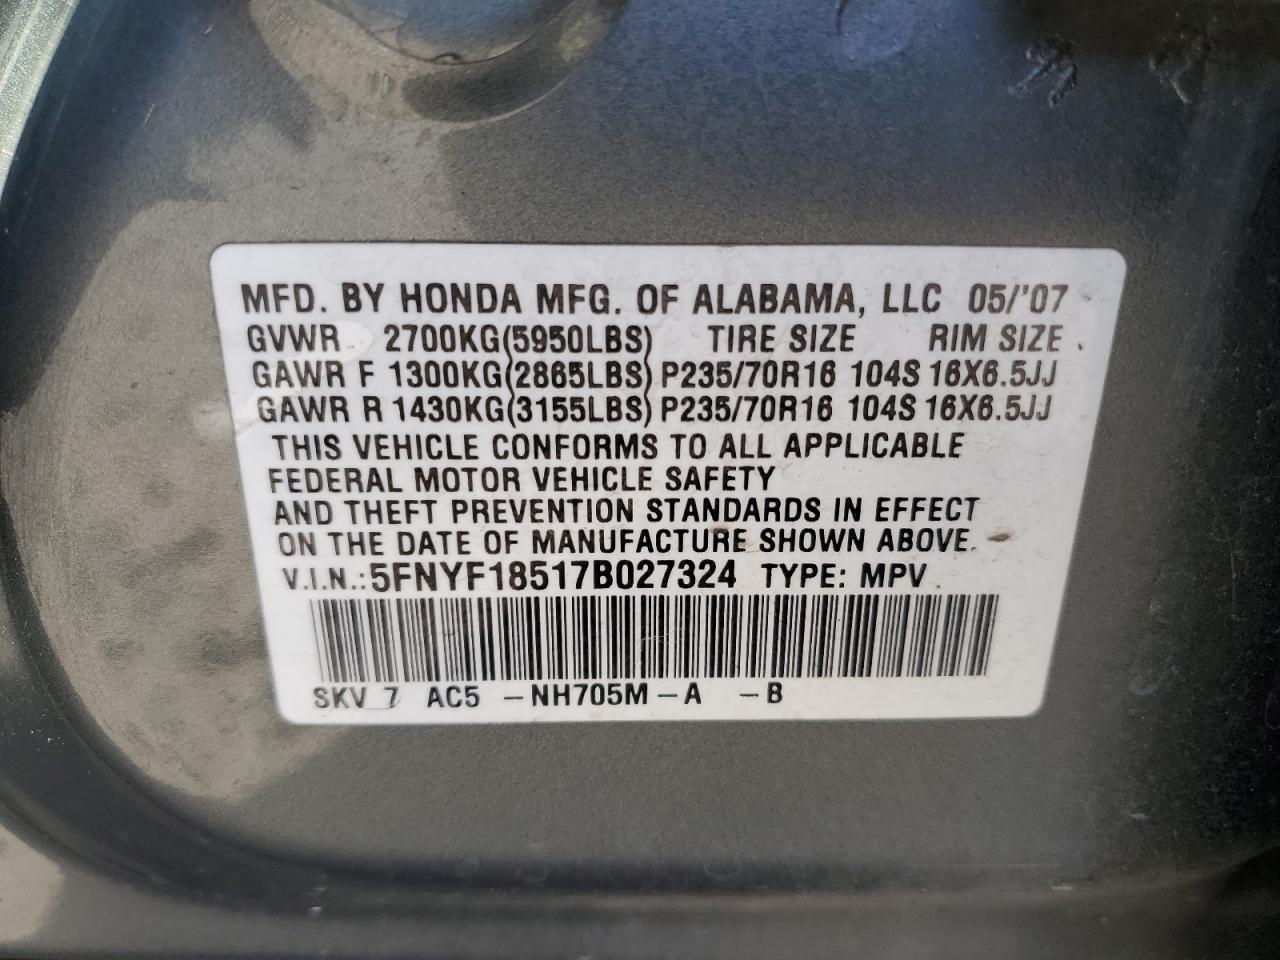 MFD. BY HONDA MFG. OF ALABAMA, LLC 05/'07
GVWR 2700KG(5950LBS) TIRE SIZE RIM SIZE
GAWR F 1300KG(2865LBS) P235/70R16 104S 16X6.5JJ
GAWR R 1430KG(3155LBS) P235/70R16 104S 16X6.5JJ
THIS VEHICLE CONFORMS TO ALL APPLICABLE
FEDERAL MOTOR VEHICLE SAFETY
AND THEFT PREVENTION STANDARDS IN EFFECT
ON THE DATE OF MANUFACTURE SHOWN ABOVE.
V.I.N.: 5FNYF18517B027324 TYPE: MPV
SKV 7 AC5 - NH705M - A - B